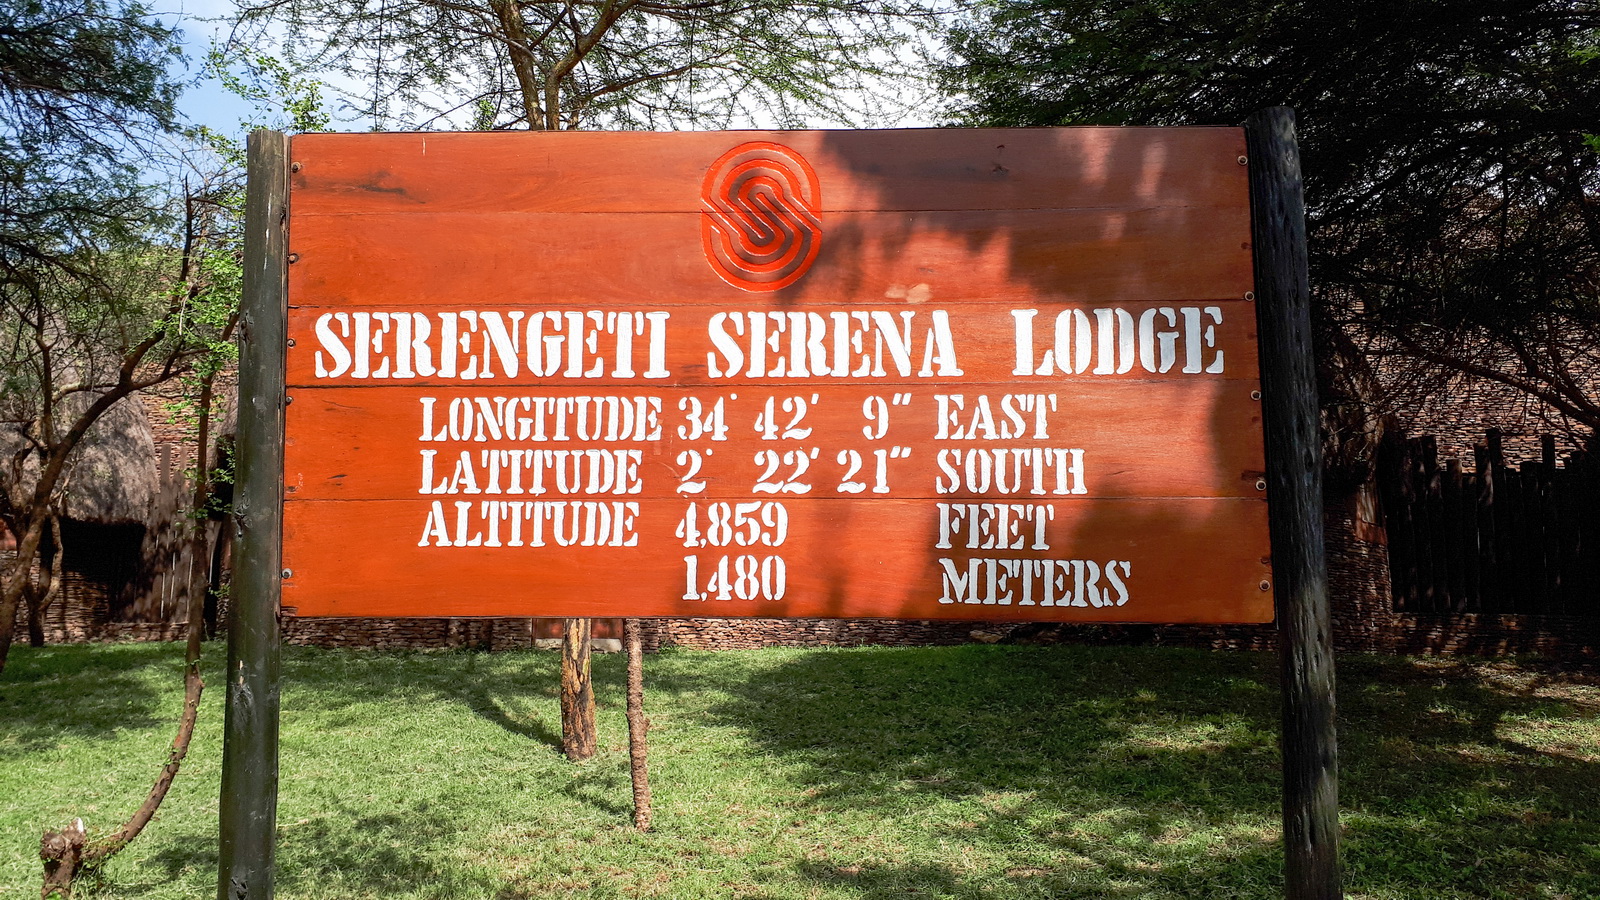 SERENGETI SERENA LODGE
LONGITUDE 34° 42' 9" EAST
LATITUDE 2° 22' 21" SOUTH
ALTITUDE 4,859 FEET
1,480 METERS